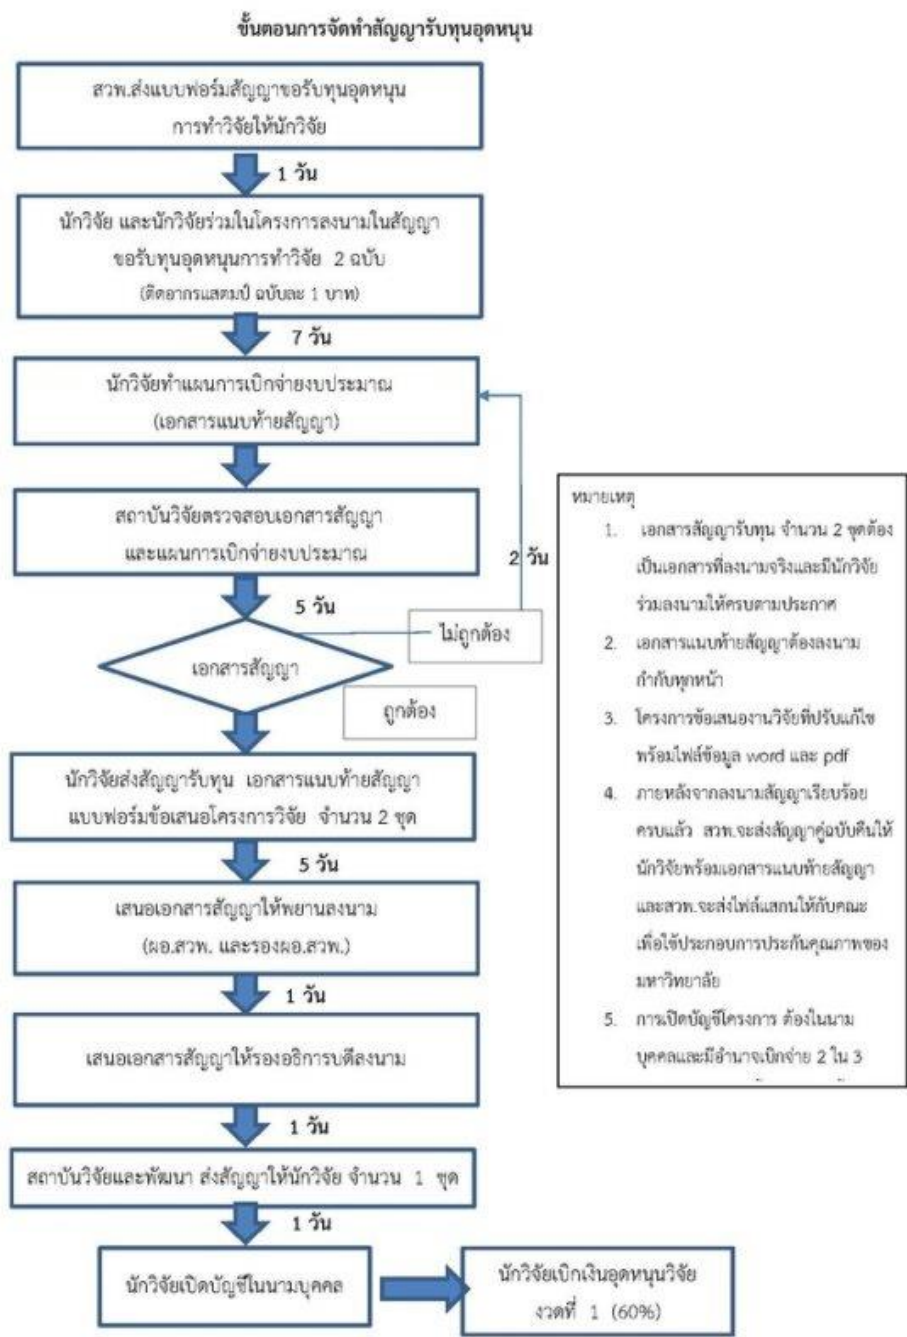 ขั้นตอนการจัดทำสัญญารับทุนอุดหนุน
สวพ.ส่งแบบฟอร์มสัญญาขอรับทุนอุดหนุน
การทำวิจัยให้นักวิจัย
1 วัน
นักวิจัย และนักวิจัยร่วมในโครงการลงนามในสัญญา
ขอรับทุนอุดหนุนการทำวิจัย 2 ฉบับ
(ติดอากรแสตมป์ ฉบับละ 1 บาท)
7 วัน
นักวิจัยทำแผนการเบิกจ่ายงบประมาณ
(เอกสารแนบท้ายสัญญา)
สถาบันวิจัยตรวจสอบเอกสารสัญญา
และแผนการเบิกจ่ายงบประมาณ
2 วัน
5 วัน
ไม่ถูกต้อง
เอกสารสัญญา
ถูกต้อง
นักวิจัยส่งสัญญารับทุน เอกสารแนบท้ายสัญญา
แบบฟอร์มข้อเสนอโครงการวิจัย จำนวน 2 ชุด
5 วัน
เสนอเอกสารสัญญาให้พยานลงนาม
(ผอ.สวพ. และรองผอ.สวพ.)
1 วัน
เสนอเอกสารสัญญาให้รองอธิการบดีลงนาม
1 วัน
สถาบันวิจัยและพัฒนา ส่งสัญญาให้นักวิจัย จำนวน 1 ชุด
1 วัน
นักวิจัยเปิดบัญชีในนามบุคคล
นักวิจัยเบิกเงินอุดหนุนวิจัย
งวดที่ 1 (60%)
หมายเหตุ
1. เอกสารสัญญารับทุน จำนวน 2 ชุดต้อง
เป็นเอกสารที่ลงนามจริงและมีนักวิจัย
ร่วมลงนามให้ครบตามประกาศ
2. เอกสารแนบท้ายสัญญาต้องลงนาม
กำกับทุกหน้า
3. โครงการข้อเสนองานวิจัยที่ปรับแก้ไข
พร้อมไฟล์ข้อมูล word และ pdf
4. ภายหลังจากลงนามสัญญาเรียบร้อย
ครบแล้ว สวพ.จะส่งสัญญาคู่ฉบับคืนให้
นักวิจัยพร้อมเอกสารแนบท้ายสัญญา
และสวพ.จะส่งไฟล์แสกนให้กับคณะ
เพื่อใช้ประกอบการประกันคุณภาพของ
มหาวิทยาลัย
5. การเปิดบัญชีโครงการ ต้องในนาม
บุคคลและมีอำนาจเบิกจ่าย 2 ใน 3